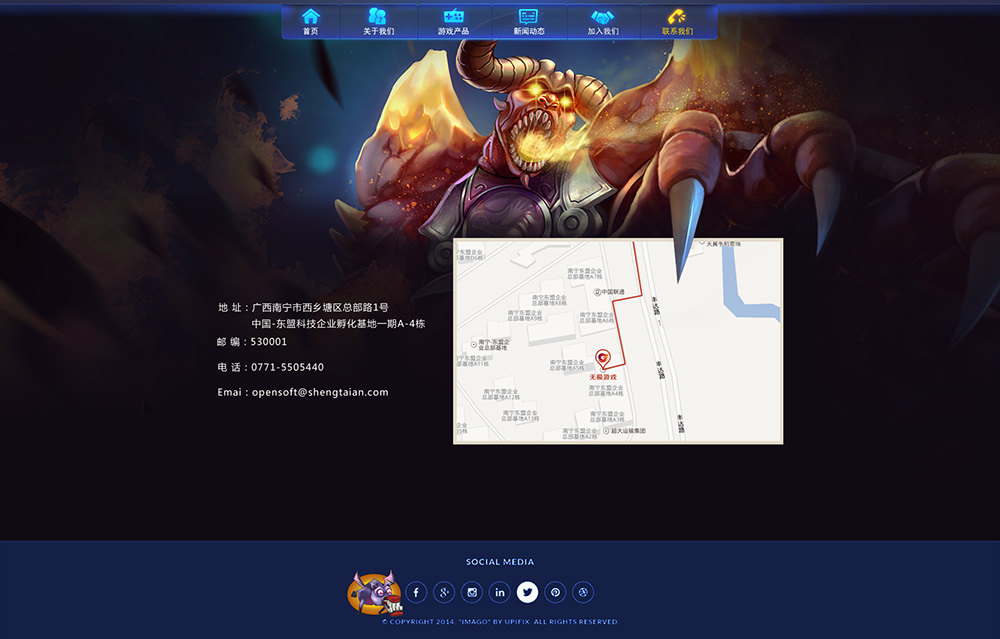 首页 关于我们 游戏产品 新闻动态 加入我们 联系我们
地 址：广西南宁市西乡塘区总部路1号
中国-东盟科技企业孵化基地一期A-4栋
邮 编：530001
电 话：0771-5505440
Emai：opensoft@shengtaian.com
南宁东盟企业
总部基地A7栋
中国联通
南宁东盟企业
总部基地A8栋
南宁东盟企业
总部基地A9栋
南宁东盟企业
总部基地A6栋
丰达路
南宁-东盟企
业总部基地
南宁东盟企业
总部基地A5栋
无极游戏
丰达路
南宁东盟企业
总部基地A4栋
南宁东盟企业
总部基地A12栋
南宁东盟企业
总部基地A13栋
南宁东盟企业
总部基地A3栋
丰达路
南宁东盟企业
总部基地A2栋
超大运输集团
SOCIAL MEDIA
© COPYRIGHT 2014. "IMAGO" BY UPIFIX. ALL RIGHTS RESERVED.